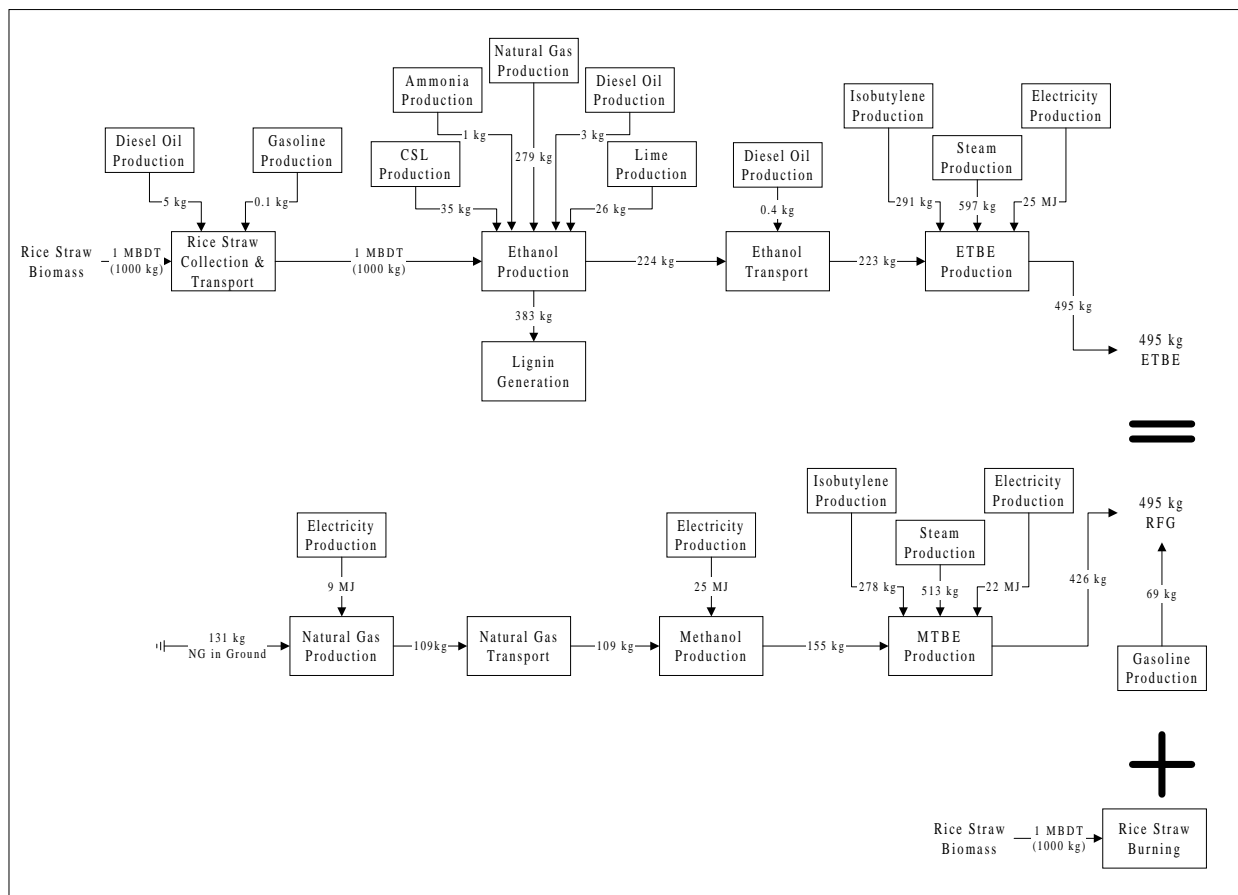 Natural Gas
Production
Ammonia
Production
Diesel Oil
Production
Isobutylene
Production
Electricity
Production
1 kg
3 kg
279 kg
Diesel Oil
Production
Gasoline
Production
CSL
Production
Lime
Production
Diesel Oil
Production
Steam
Production
5 kg
0.1 kg
35 kg
26 kg
0.4 kg
291 kg
597 kg
25 MJ
Rice Straw
Biomass
1 MBDT
(1000 kg)
Rice Straw
Collection &
Transport
1 MBDT
(1000 kg)
Ethanol
Production
224 kg
Ethanol
Transport
223 kg
ETBE
Production
495 kg
383 kg
Lignin
Generation
495 kg
ETBE
=
Isobutylene
Production
Electricity
Production
495 kg
RFG
Electricity
Production
Electricity
Production
Steam
Production
9 MJ
25 MJ
278 kg
513 kg
22 MJ
426 kg
69 kg
131 kg
NG in Ground
Natural Gas
Production
109kg
Natural Gas
Transport
109 kg
Methanol
Production
155 kg
MTBE
Production
Gasoline
Production
+
Rice Straw
Biomass
1 MBDT
(1000 kg)
Rice Straw
Burning